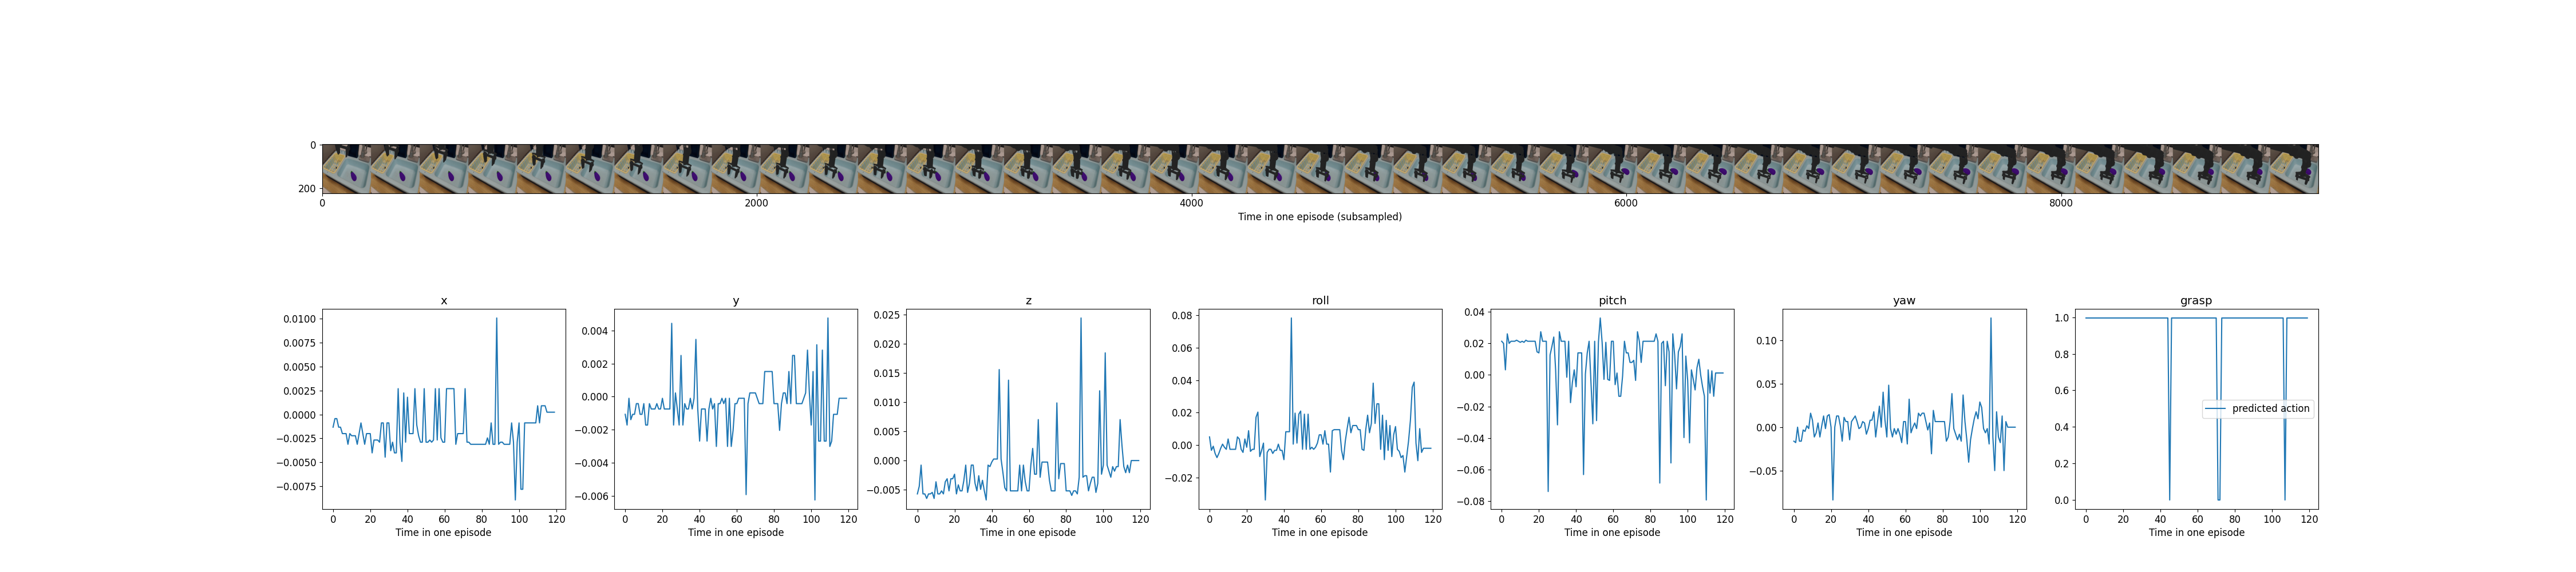 0
200
0 2000 4000 6000 8000
Time in one episode (subsampled)
x
0.0100
0.0075
0.0050
0.0025
0.0000
−0.0025
−0.0050
−0.0075
0 20 40 60 80 100 120
Time in one episode
y
0.004
0.002
0.000
−0.002
−0.004
−0.006
0 20 40 60 80 100 120
Time in one episode
z
0.025
0.020
0.015
0.010
0.005
0.000
−0.005
0 20 40 60 80 100 120
Time in one episode
roll
0.08
0.06
0.04
0.02
0.00
−0.02
0 20 40 60 80 100 120
Time in one episode
pitch
0.04
0.02
0.00
−0.02
−0.04
−0.06
−0.08
0 20 40 60 80 100 120
Time in one episode
yaw
0.10
0.05
0.00
−0.05
0 20 40 60 80 100 120
Time in one episode
grasp
1.0
0.8
0.6
0.4
0.2
0.0
predicted action
0 20 40 60 80 100 120
Time in one episode